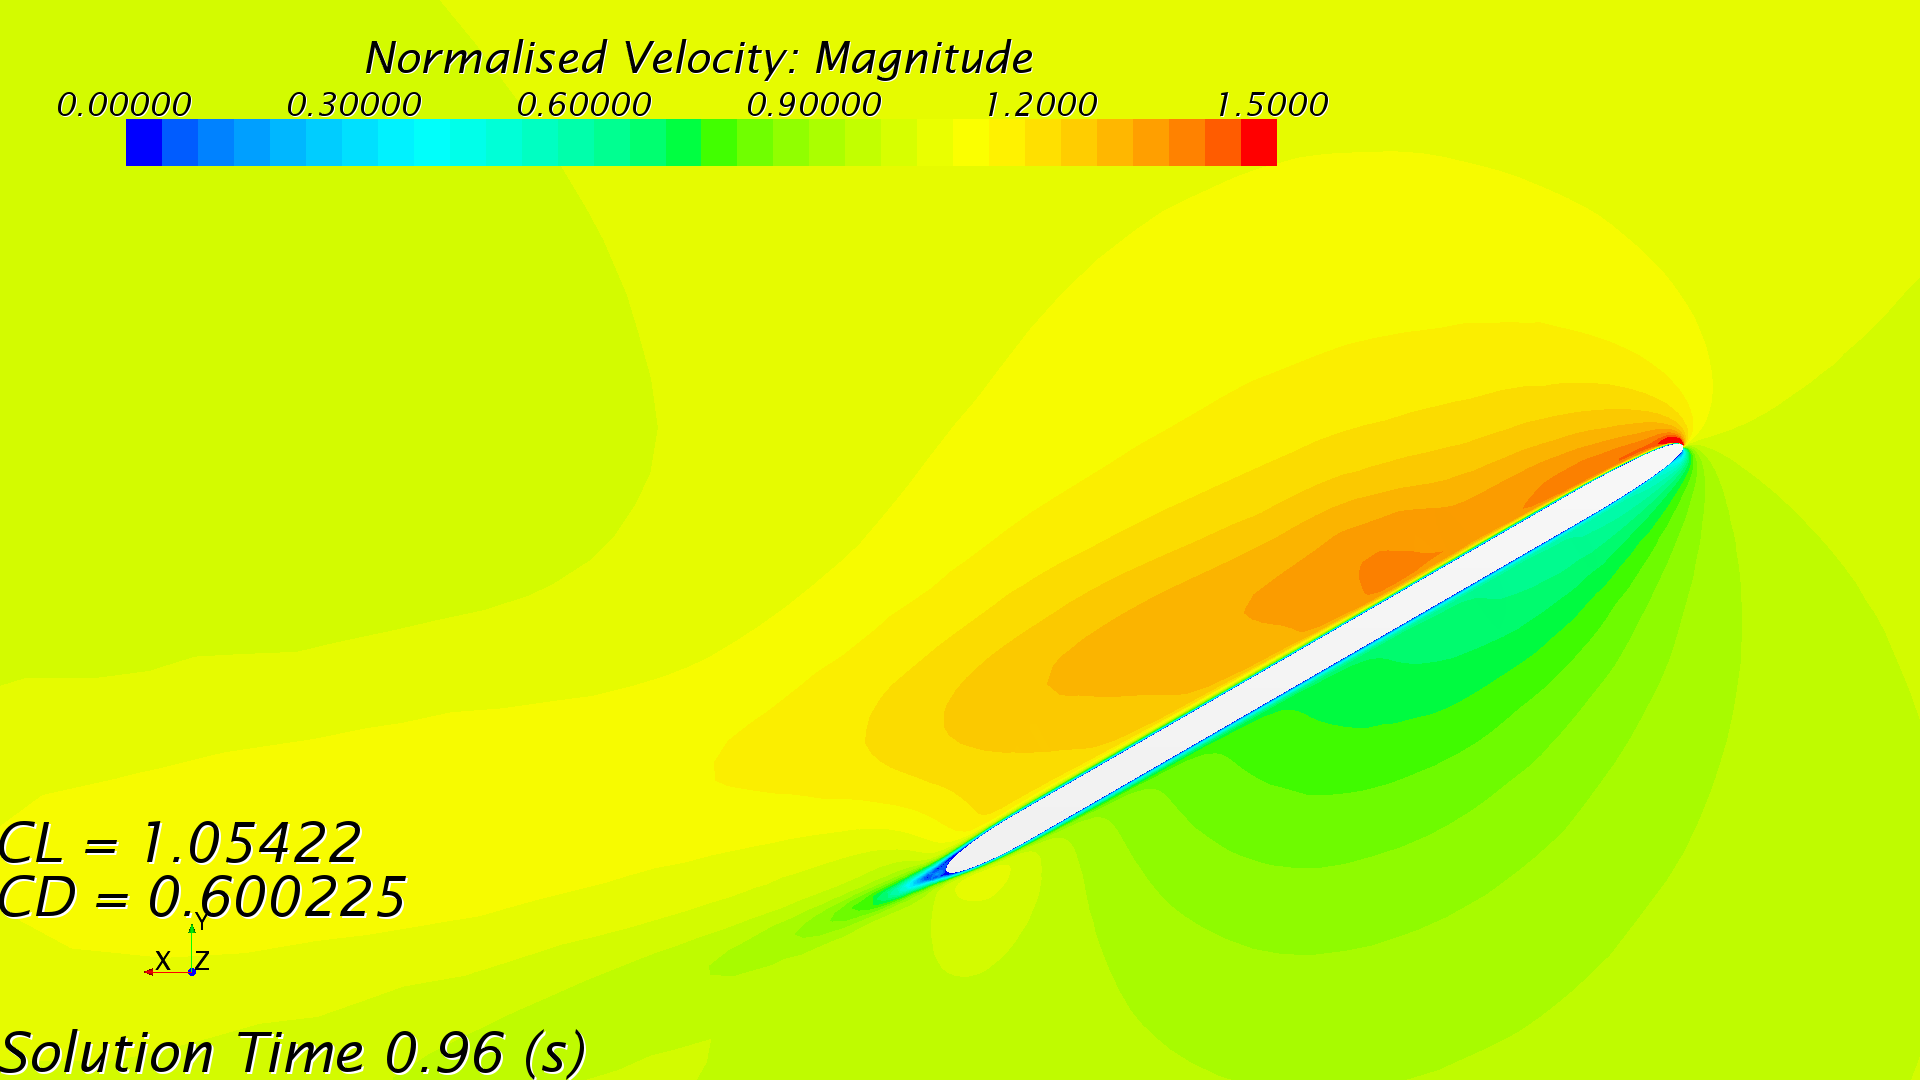 Normalised Velocity: Magnitude
0.00000 0.30000 0.60000 0.90000 1.2000 1.5000
CL = 1.05422
CD = 0.600225
Y
X Z
Solution Time 0.96 (s)